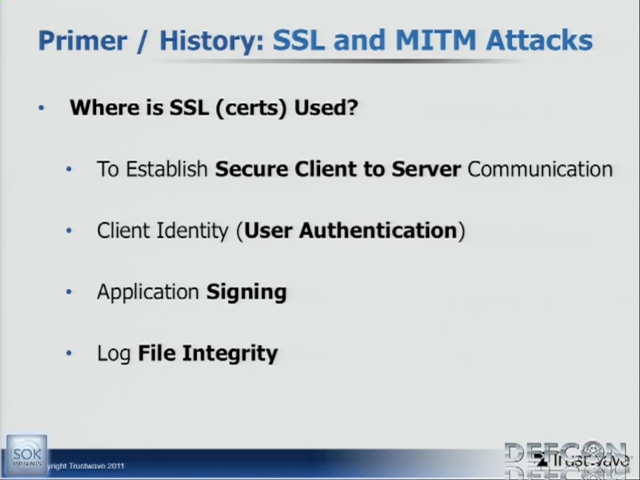 Primer / History: SSL and MITM Attacks
• Where is SSL (certs) Used?
• To Establish Secure Client to Server Communication
• Client Identity (User Authentication)
• Application Signing
• Log File Integrity
SOK
PRESENTS
yright Trustwave 2011
DEFCON
Trustwave